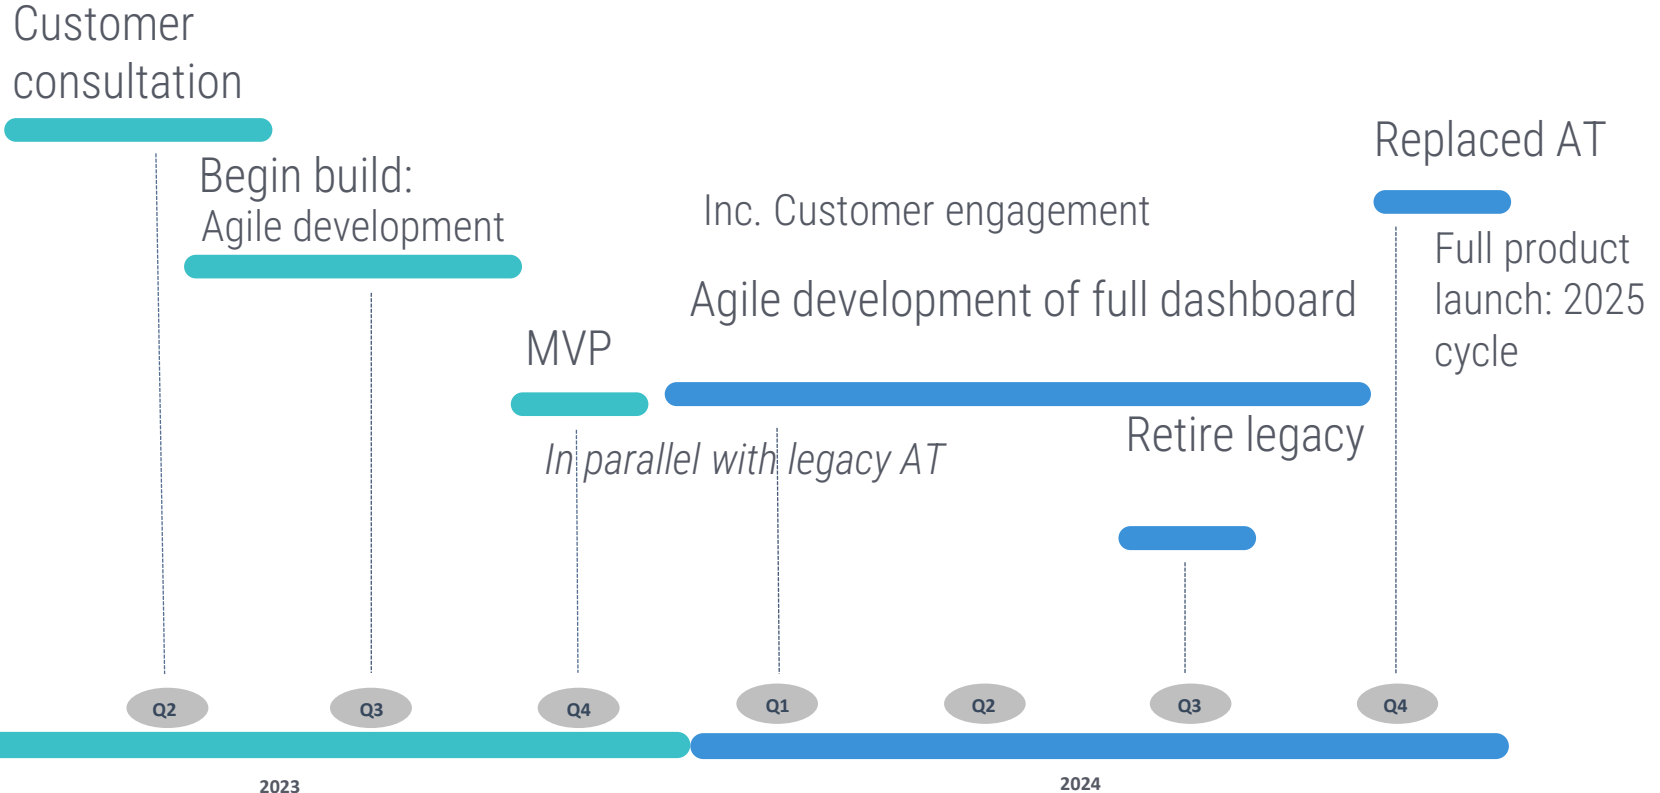 Customer
consultation
Begin build:
Agile development
MVP
In parallel with legacy AT
Inc. Customer engagement
Agile development of full dashboard
Retire legacy
Replaced AT
Full product
launch: 2025
cycle
Q2
Q3
Q4
Q1
Q2
Q3
Q4
2023
2024